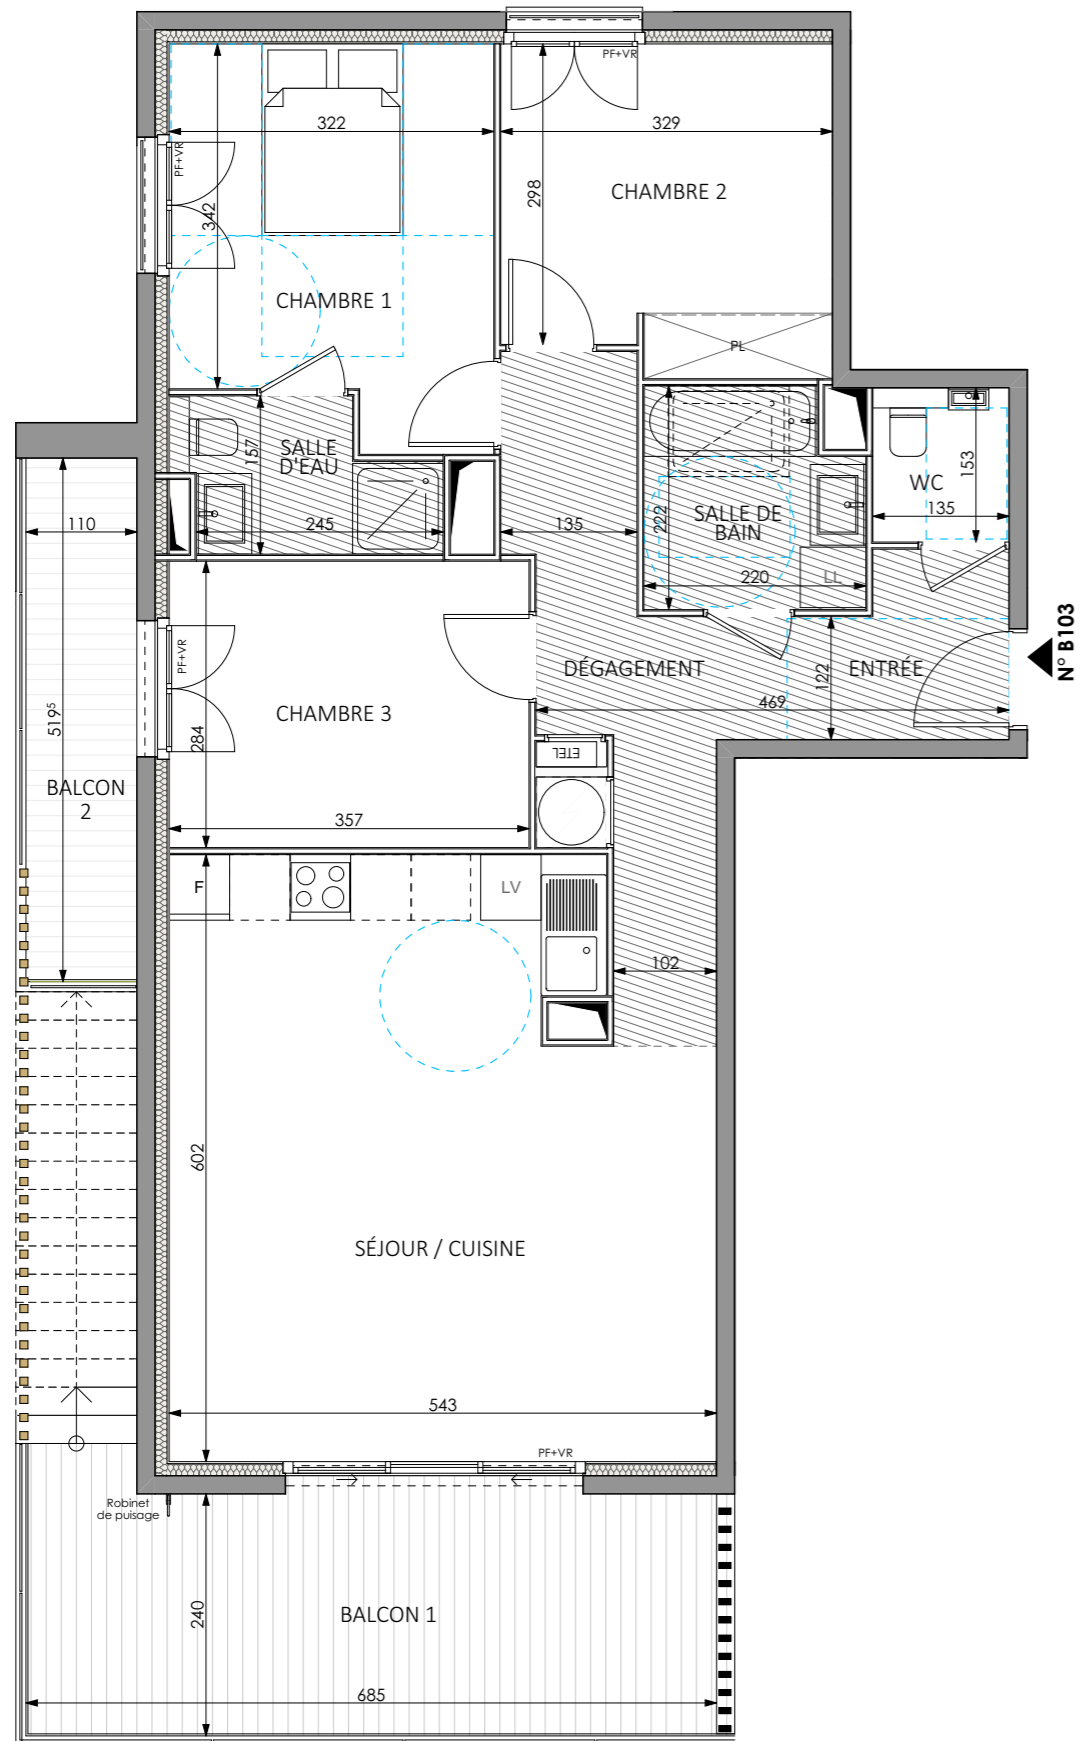 PF+VR
322
329
PF+VR
298
342
CHAMBRE 2
CHAMBRE 1
PL
157
SALLE
D'EAU
153
WC
135
110
245
135
222
SALLE DE
BAIN
220
LL
N° B103
PF+VR
DÉGAGEMENT
122
ENTRÉE
469
CHAMBRE 3
519⁵
284
ETEL
BALCON
2
357
F
LV
102
602
SÉJOUR / CUISINE
543
PF+VR
Robinet
de puisage
240
BALCON 1
685